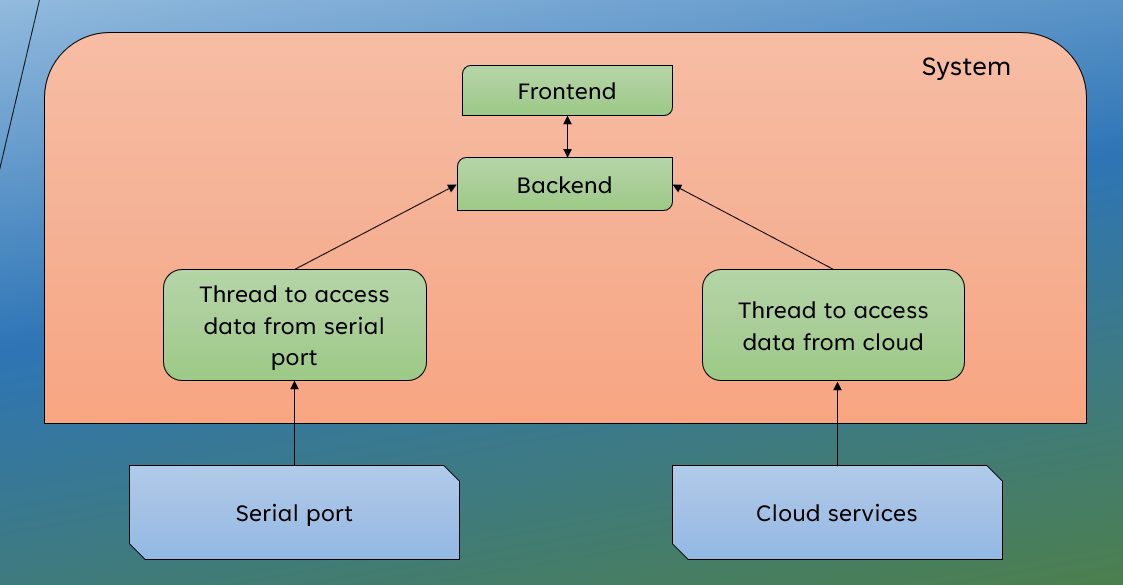 System
Frontend
Backend
Thread to access
data from serial
port
Thread to access
data from cloud
Serial port
Cloud services